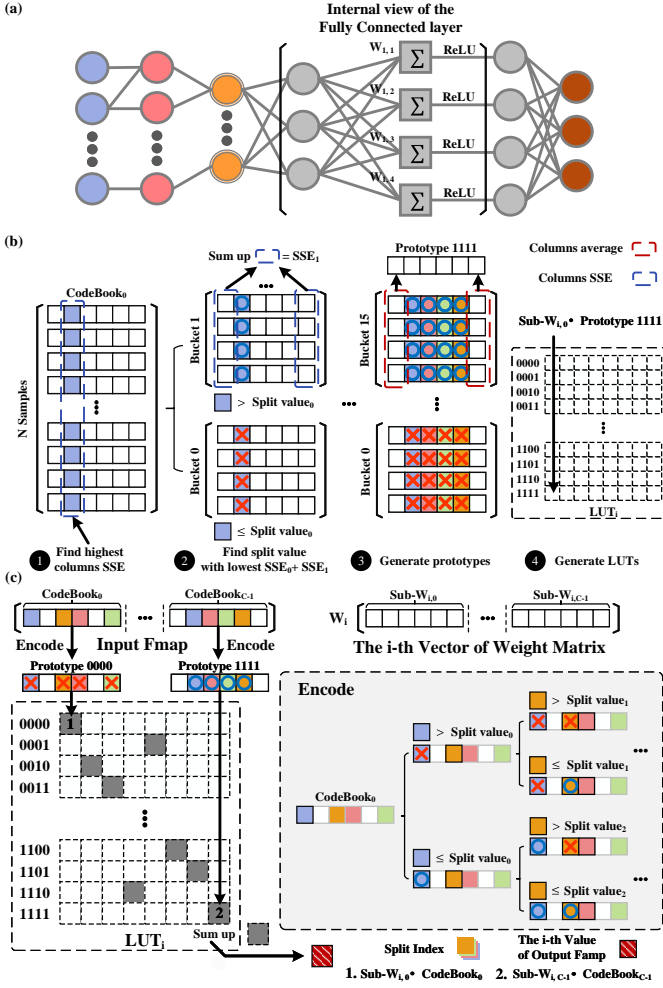 (a)
Internal view of the
Fully Connected layer
W1,1
ReLU
Σ
W1,2
ReLU
Σ
W1,3
ReLU
Σ
W1,4
ReLU
Σ
(b)
Sum up = SSE1
Prototype 1111
Columns average
Columns SSE
CodeBook0
N Samples
Bucket 1
> Split value0
Bucket 0
≤ Split value0
Bucket 15
Bucket 0
Sub-Wi,0• Prototype 1111
0000
0001
0010
0011
1100
1101
1110
1111
LUTi
1 Find highest
columns SSE
2 Find split value
with lowest SSE0+ SSE1
3 Generate prototypes
4 Generate LUTs
(c)
CodeBook0
CodeBookC-1
Encode
Input Fmap
Encode
Prototype 0000
Prototype 1111
Wi
Sub-Wi,0
Sub-Wi,C-1
The i-th Vector of Weight Matrix
0000
0001
0010
0011
1100
1101
1110
1111
1
2
LUTi
Sum up
Encode
CodeBook0
> Split value0
≤ Split value0
> Split value1
≤ Split value1
> Split value2
≤ Split value2
Split Index
The i-th Value
of Output Famp
1. Sub-Wi,0• CodeBook0
2. Sub-Wi,C-1• CodeBookC-1